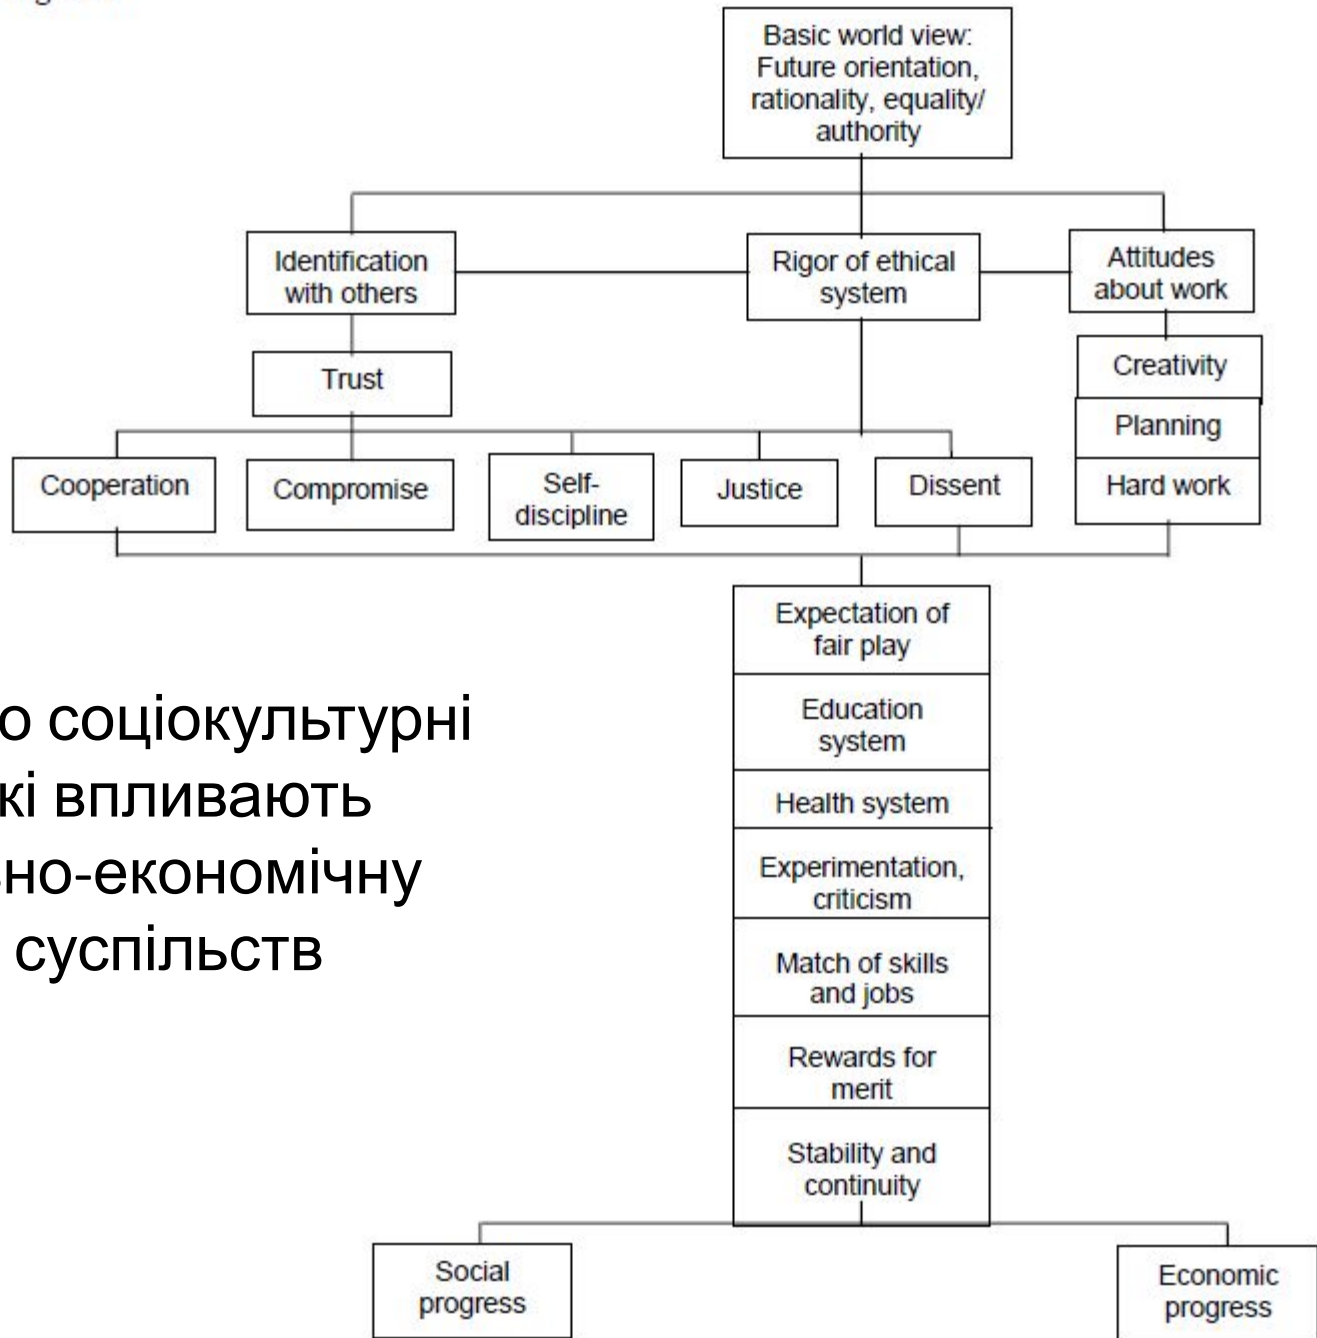 Basic world view:
Future orientation,
rationality, equality/
authority
Identification
with others
Rigor of ethical
system
Attitudes
about work
Trust
Creativity
Planning
Hard work
Cooperation
Compromise
Self-
discipline
Justice
Dissent
Expectation of
fair play
Education
system
Health system
Experimentation,
criticism
Match of skills
and jobs
Rewards for
merit
Stability and
continuity
соціокультурні
впливають
но-економічну
суспільств
Social
progress
Economic
progress